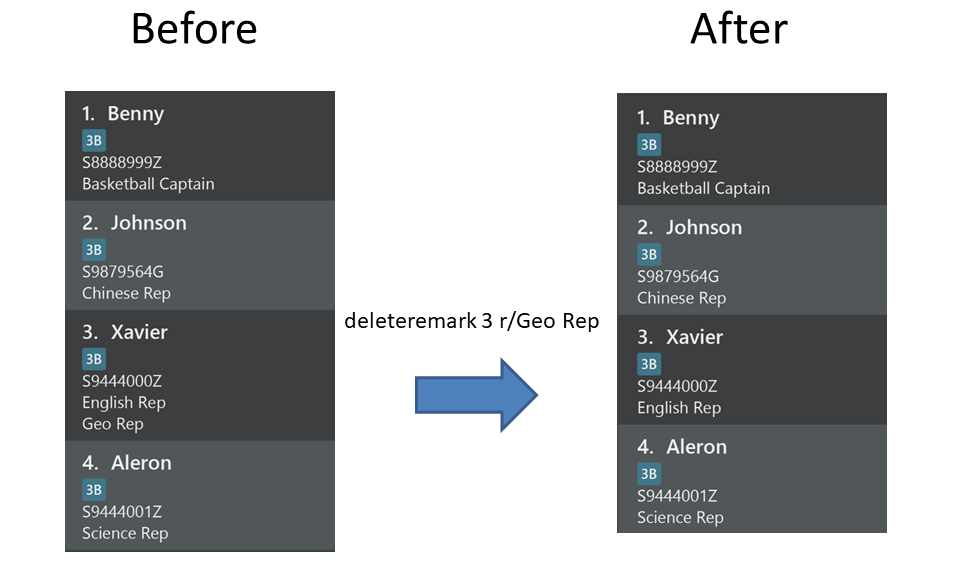 Before
1. Benny
3B
S8888999Z
Basketball Captain
2. Johnson
3B
S9879564G
Chinese Rep
3. Xavier
3B
S9444000Z
English Rep
Geo Rep
4. Aleron
3B
S9444001Z
Science Rep
deleteremark 3 r/Geo Rep
After
1. Benny
3B
S8888999Z
Basketball Captain
2. Johnson
3B
S9879564G
Chinese Rep
3. Xavier
3B
S9444000Z
English Rep
4. Aleron
3B
S9444001Z
Science Rep